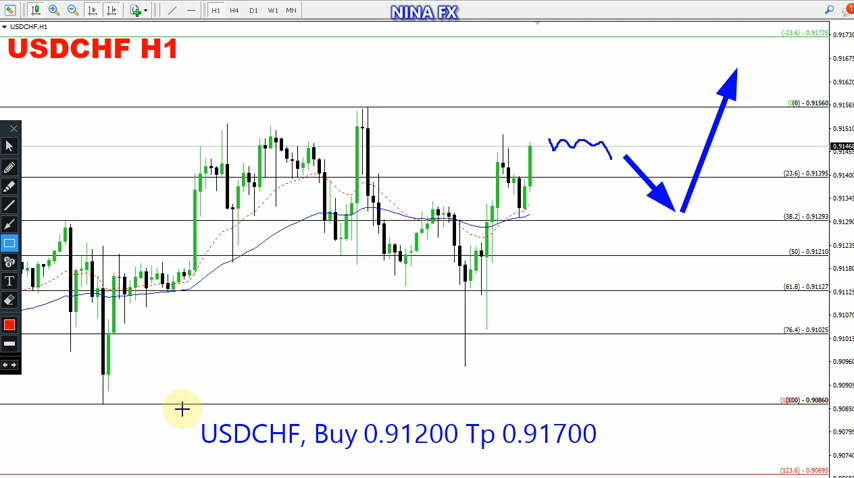 NINA FX
H1 H4 D1 W1 MN
USDCHF,H1
USDCHF H1
(-23.6) - 0.91725
0.91730
0.91675
0.91620
(0) - 0.91560
0.91565
0.91510
0.91468
0.91455
(23.6) - 0.91395
0.91400
0.91345
(38.2) - 0.91293
0.91290
(50) - 0.91210
0.91235
0.91180
(61.8) - 0.91127
0.91125
0.91070
(76.4) - 0.91025
0.91015
0.90960
0.90905
(100) - 0.90860
0.90850
USDCHF, Buy 0.91200 Tp 0.91700
0.90795
0.90740
(123.6) - 0.90695
0.90685
T